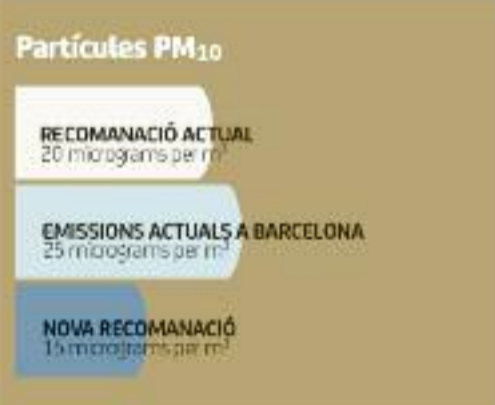 Partícules PM₁₀
RECOMANACIÓ ACTUAL
20 micrograms per m³
EMISSIONS ACTUALS A BARCELONA
25 micrograms per m³
NOVA RECOMANACIÓ
15 micrograms per m³